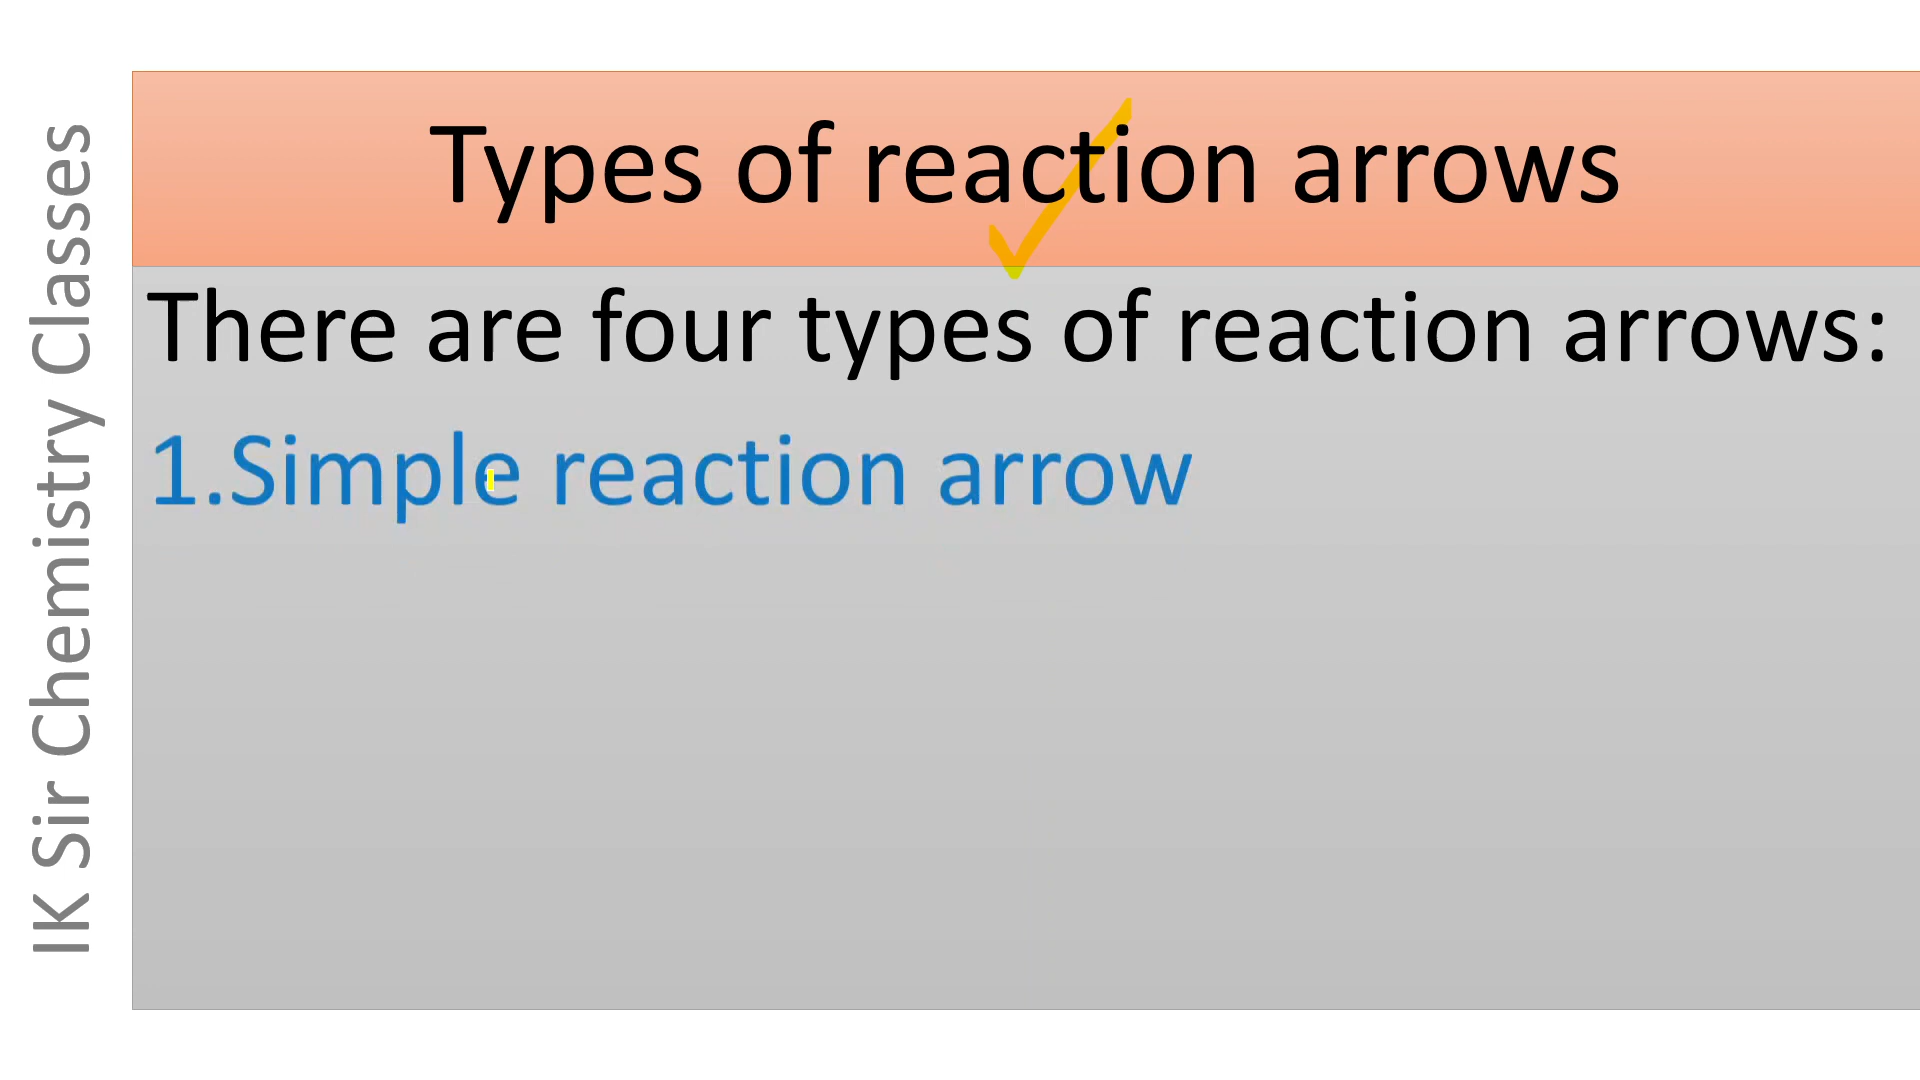 IK Sir Chemistry Classes
Types of reaction arrows
There are four types of reaction arrows:
1.Simple reaction arrow